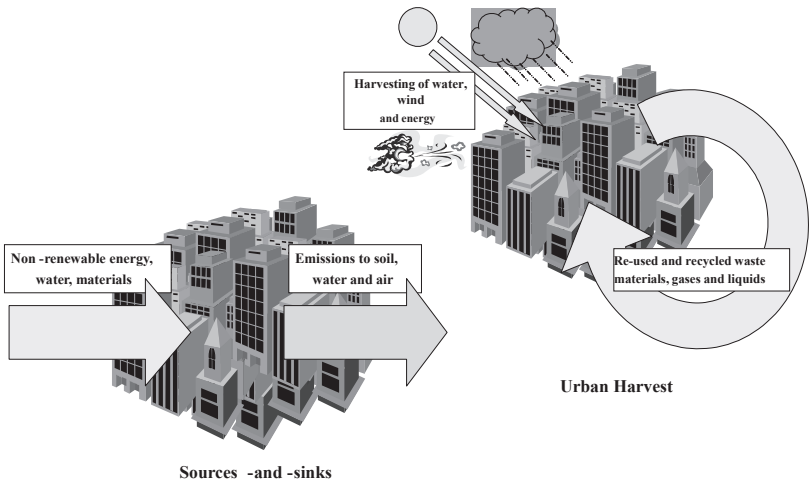 Harvesting of water,
wind
and energy
Non -renewable energy,
water, materials
Emissions to soil,
water and air
Re-used and recycled waste
materials, gases and liquids
Urban Harvest
Sources -and -sinks